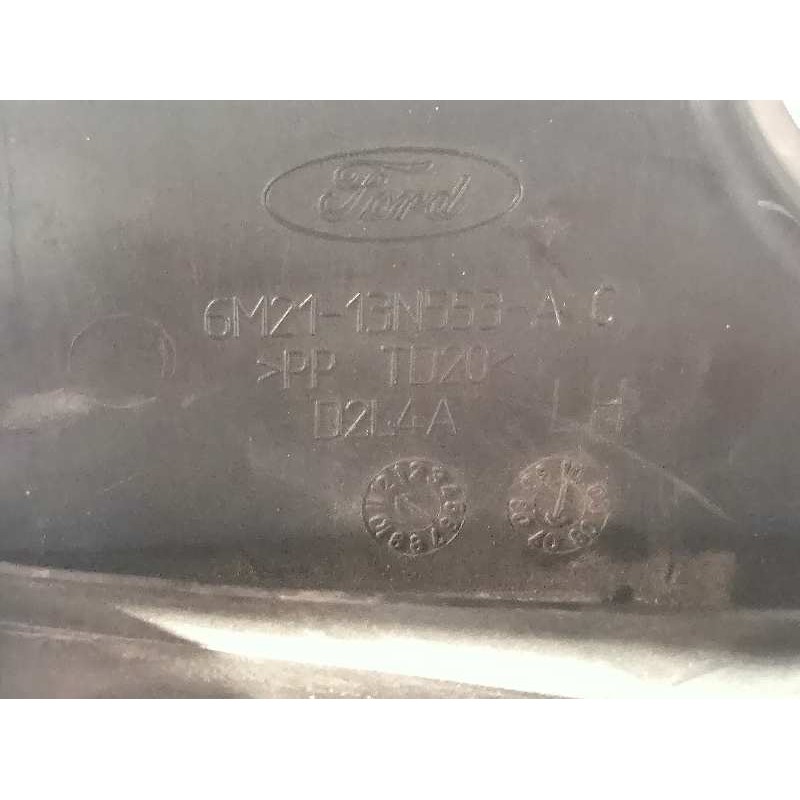 Ford
6M21-13N553-A C
>PP TD20<
D2L4A LH